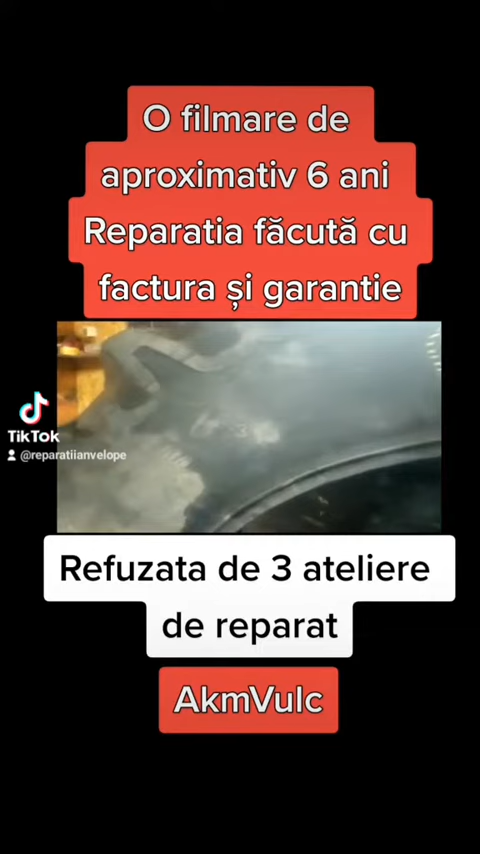 O filmare de
aproximativ 6 ani
Reparatia făcută cu
factura și garantie
TikTok
@reparatiianvelope
Refuzata de 3 ateliere
de reparat
AkmVulc